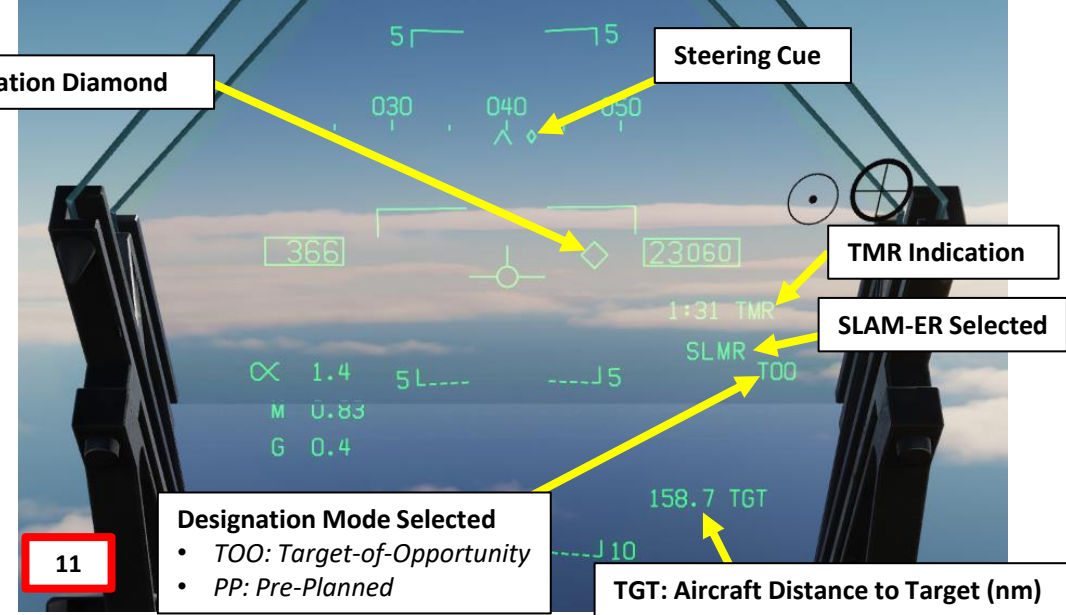 5 5
Steering Cue
ation Diamond
030 040 050
366
23060
TMR Indication
1:31 TMR
SLAM-ER Selected
SLMR
TOO
α 1.4
5 5
M 0.83
G 0.4
158.7 TGT
Designation Mode Selected
• TOO: Target-of-Opportunity
• PP: Pre-Planned
10
11
TGT: Aircraft Distance to Target (nm)